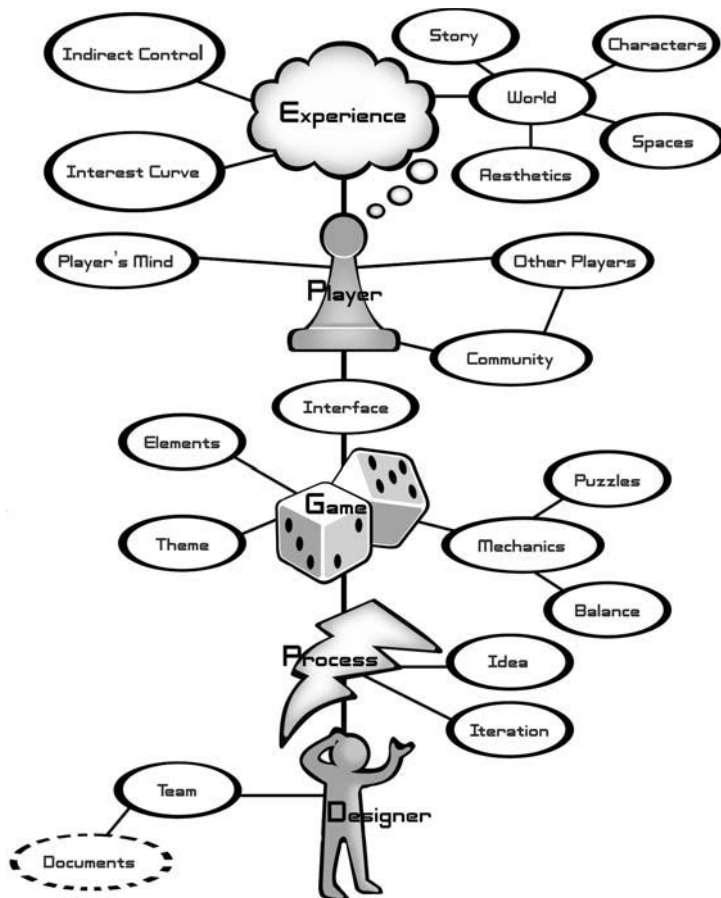 Story
Indirect Control
Characters
World
Experience
Spaces
Interest Curve
Aesthetics
Player's Mind
Other Players
Player
Community
Interface
Elements
Puzzles
Game
Theme
Mechanics
Balance
Process
Idea
Iteration
Team
Designer
Documents